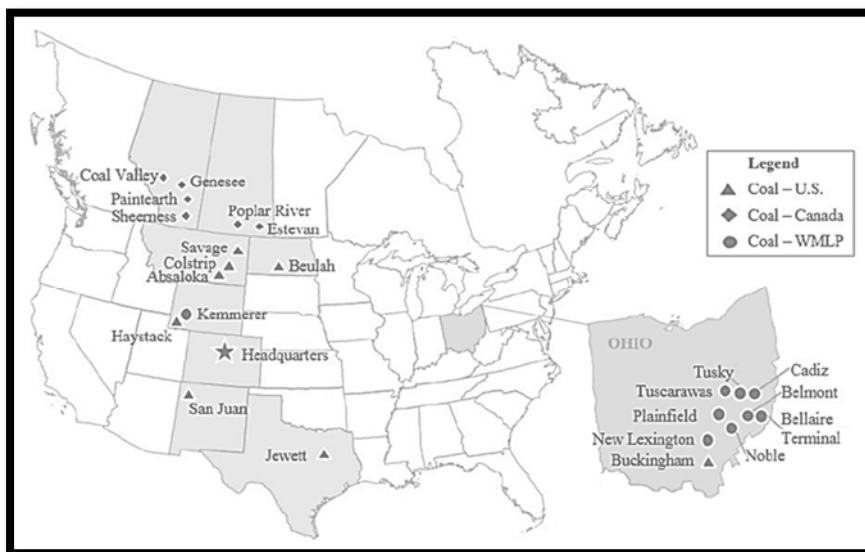 Coal Valley
Genesee
Paintearth
Sheerness
Poplar River
Estevan
Savage
Colstrip
Absaloka
Beulah
Kemmerer
Haystack
Headquarters
San Juan
Jewett
Legend
Coal – U.S.
Coal – Canada
Coal – WMLP
OHIO
Tusky
Cadiz
Tuscarawas
Belmont
Plainfield
Bellaire
Terminal
New Lexington
Noble
Buckingham